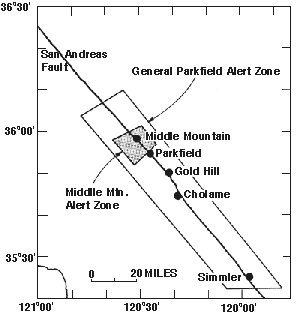 36°30'
San Andreas
Fault
General Parkfield Alert Zone
36°00'
Middle Mountain
Parkfield
Gold Hill
Middle Mtn.
Alert Zone
Cholame
35°30'
0 20 MILES
Simmler
121°00' 120°30' 120°00'